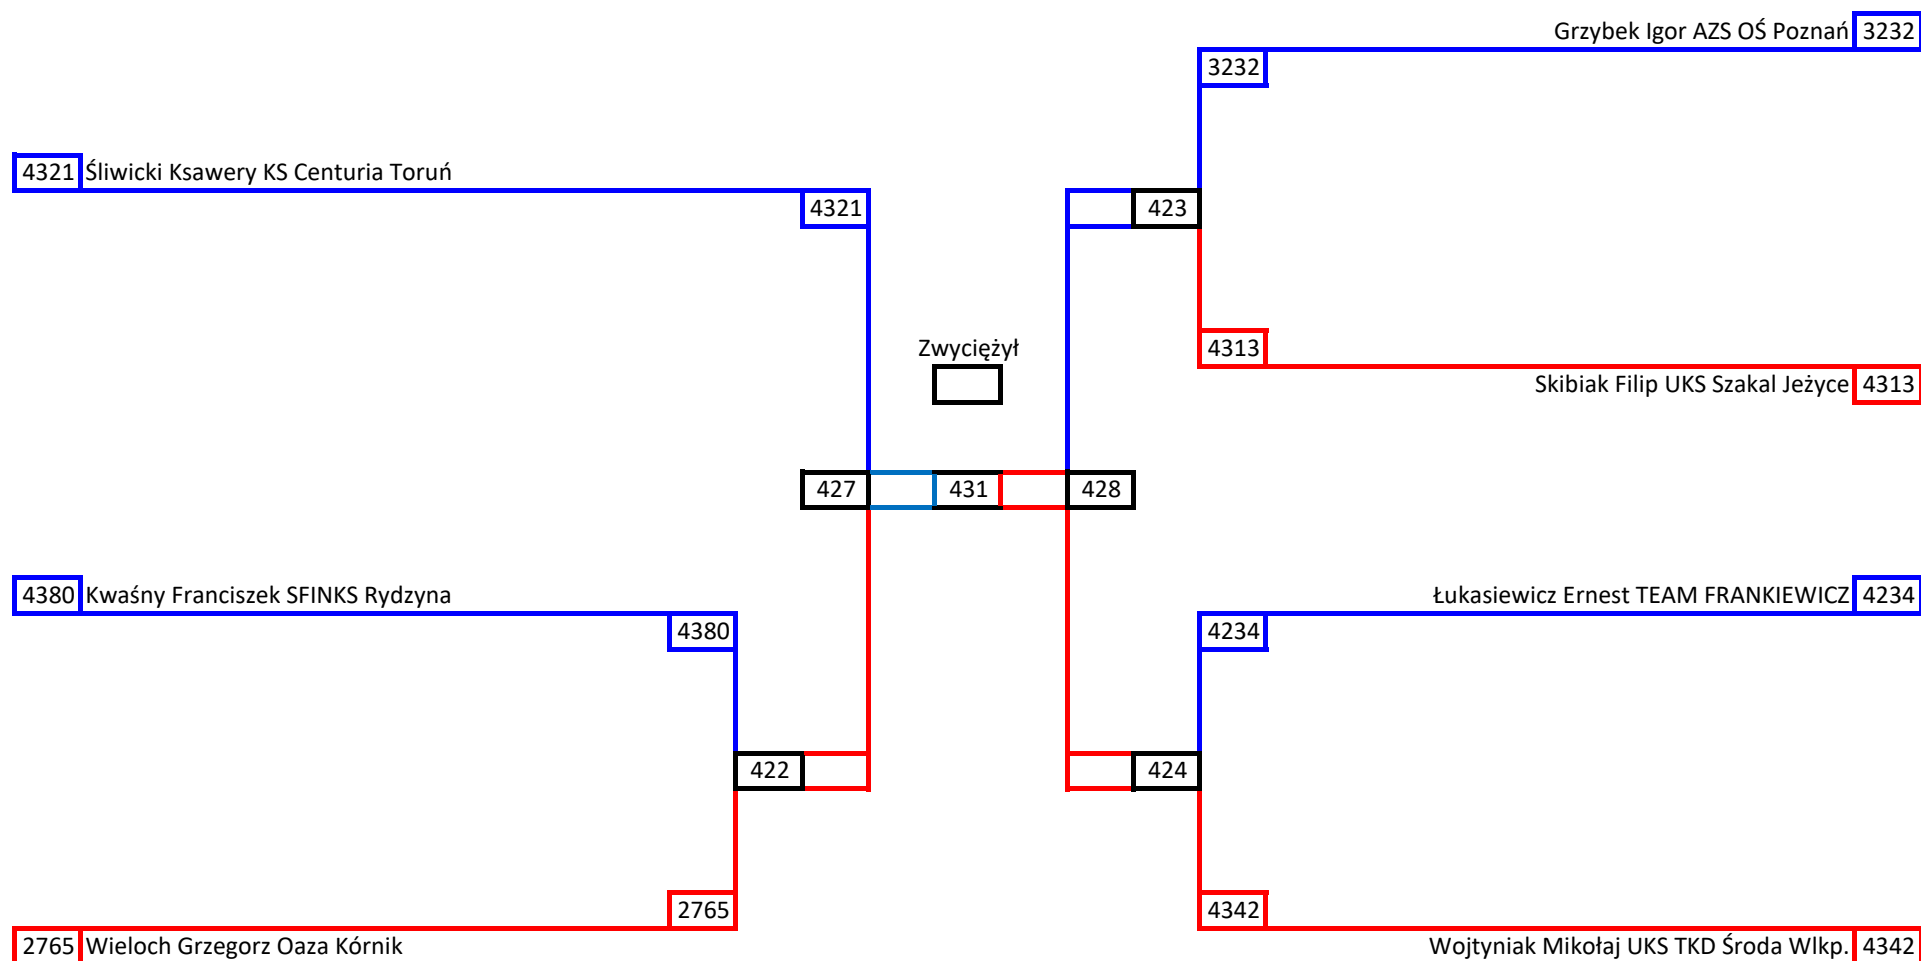 Grzybek Igor AZS OŚ Poznań 3232
3232
4321 Śliwicki Ksawery KS Centuria Toruń
4321
423
Zwyciężył
4313
Skibiak Filip UKS Szakal Jeżyce 4313
427 431 428
4380 Kwaśny Franciszek SFINKS Rydzyna
Łukasiewicz Ernest TEAM FRANKIEWICZ 4234
4380
4234
422
424
2765
4342
2765 Wieloch Grzegorz Oaza Kórnik
Wojtyniak Mikołaj UKS TKD Środa Wlkp. 4342